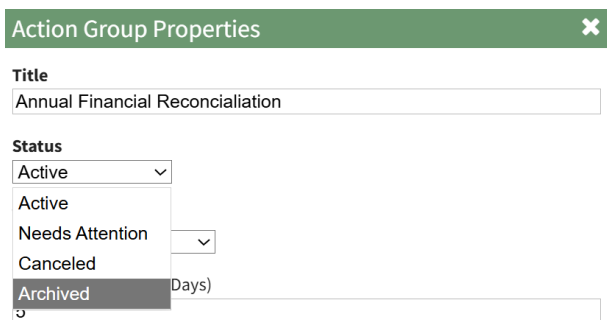 Action Group Properties
Title
Annual Financial Reconcialiation
Status
Active
Active
Needs Attention
Canceled
Archived
Days)
5